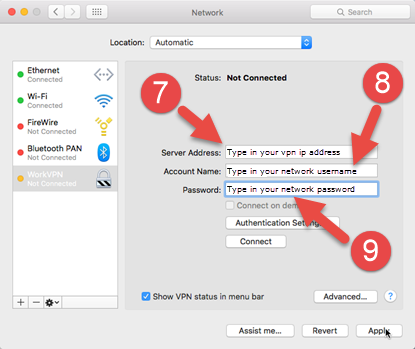 Network
Search
Location: Automatic
Ethernet
Connected
Wi-Fi
Connected
FireWire
Not Connected
Bluetooth PAN
Not Connected
WorkVPN
Not Connected
Status: Not Connected
7
8
Server Address: Type in your vpn ip address
Account Name: Type in your network username
Password: Type in your network password
Connect on dem
Authentication Setting
Connect
9
Show VPN status in menu bar
Advanced...
?
Assist me...
Revert
Apply